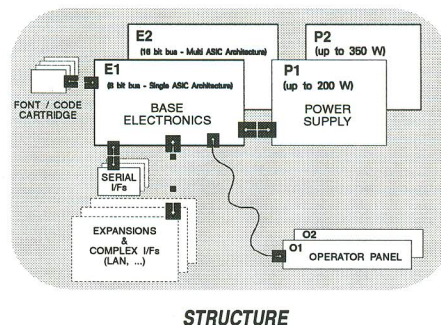 E2
(16 bit bus - Multi ASIC Architecture)
P2
(up to 350 W)
E1
(8 bit bus - Single ASIC Architecture)
BASE
ELECTRONICS
P1
(up to 200 W)
POWER
SUPPLY
FONT / CODE
CARTRIDGE
SERIAL
I/Fs
EXPANSIONS
&
COMPLEX I/Fs
(LAN, ...)
O2
O1
OPERATOR PANEL
STRUCTURE